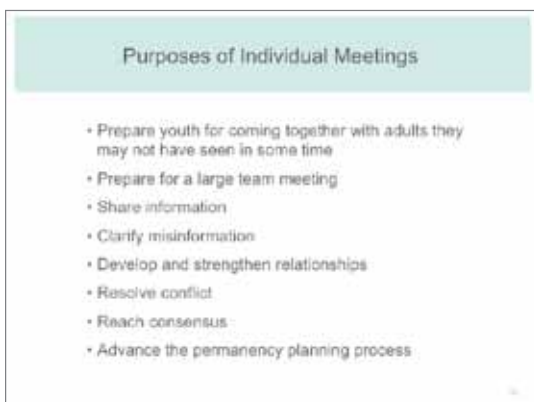 Purposes of Individual Meetings
• Prepare youth for coming together with adults they
may not have seen in some time
• Prepare for a large team meeting
• Share information
• Clarify misinformation
• Develop and strengthen relationships
• Resolve conflict
• Reach consensus
• Advance the permanency planning process